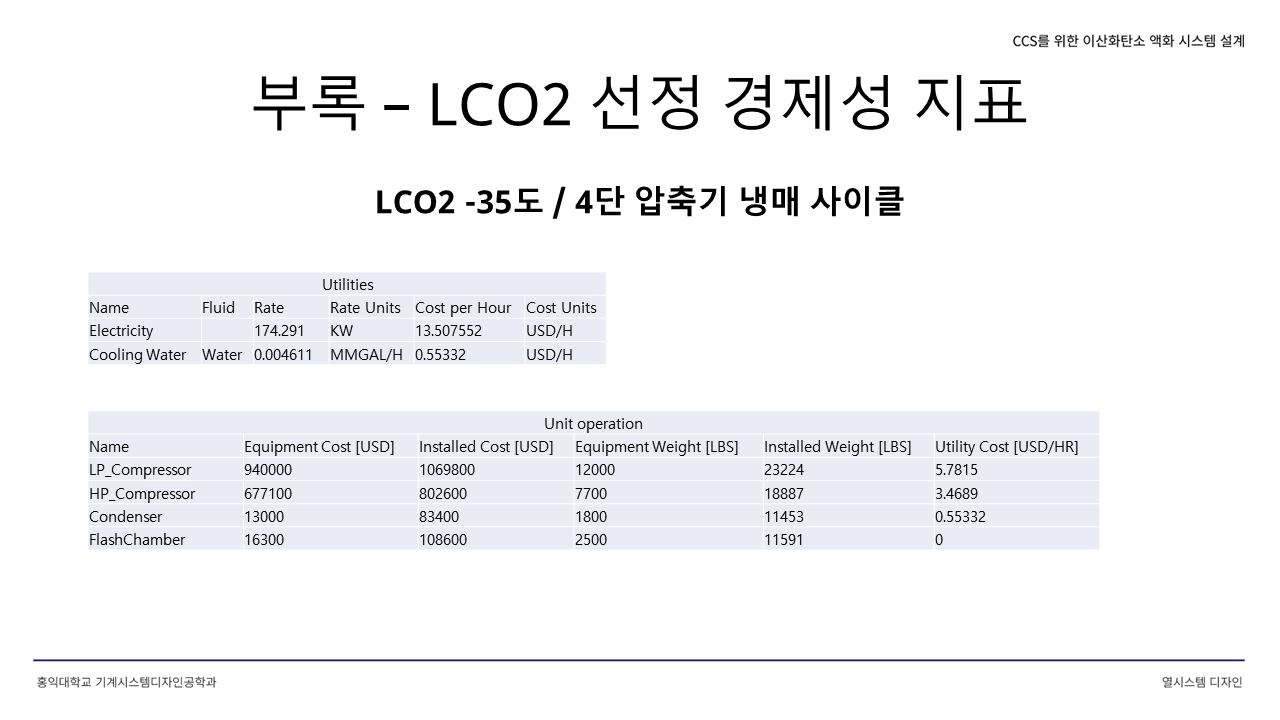 CCS를 위한 이산화탄소 액화 시스템 설계
부록 – LCO2 선정 경제성 지표
LCO2 -35도 / 4단 압축기 냉매 사이클
Utilities
Name Fluid Rate Rate Units Cost per Hour Cost Units
Electricity 174.291 KW 13.507552 USD/H
Cooling Water Water 0.004611 MMGAL/H 0.55332 USD/H
Unit operation
Name Equipment Cost [USD] Installed Cost [USD] Equipment Weight [LBS] Installed Weight [LBS] Utility Cost [USD/HR]
LP_Compressor 940000 1069800 12000 23224 5.7815
HP_Compressor 677100 802600 7700 18887 3.4689
Condenser 13000 83400 1800 11453 0.55332
FlashChamber 16300 108600 2500 11591 0
홍익대학교 기계시스템디자인공학과
열시스템 디자인